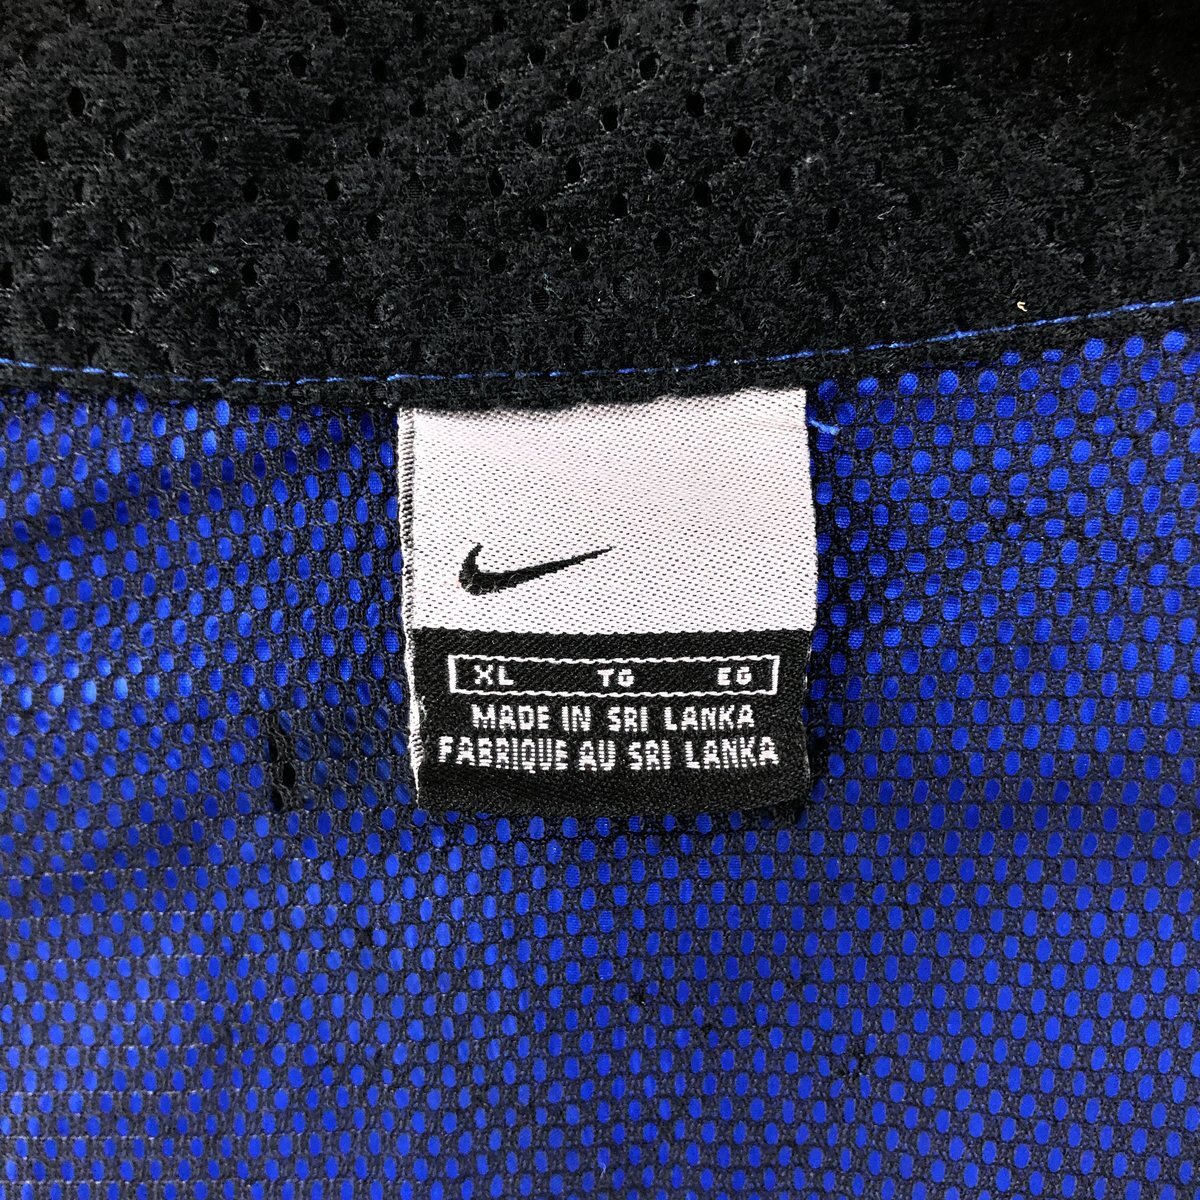 XL TG EG
MADE IN SRI LANKA
FABRIQUE AU SRI LANKA